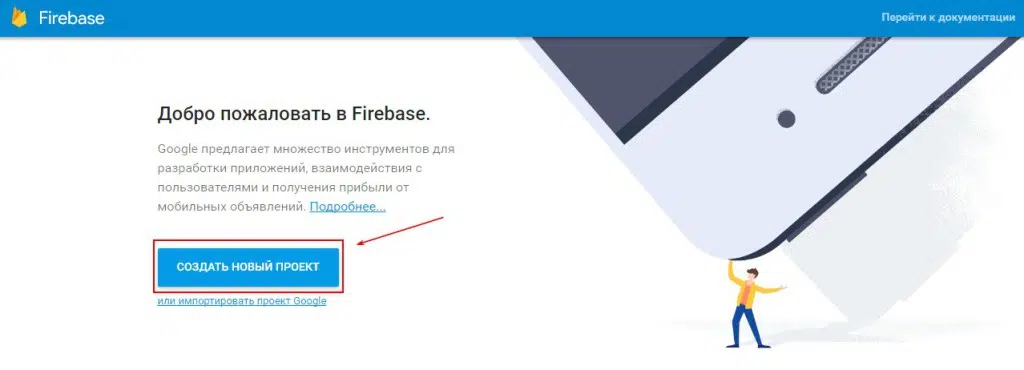 Firebase
Перейти к документации
Добро пожаловать в Firebase.
Google предлагает множество инструментов для
разработки приложений, взаимодействия с
пользователями и получения прибыли от
мобильных объявлений. Подробнее...
СОЗДАТЬ НОВЫЙ ПРОЕКТ
или импортировать проект Google